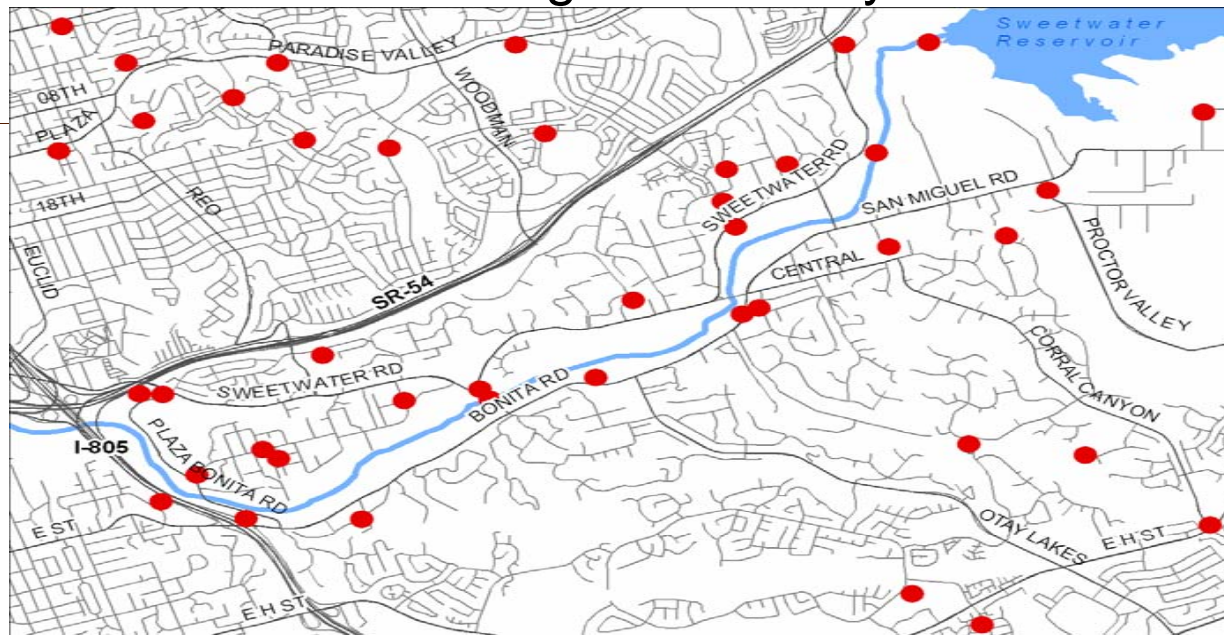 Sweetwater
Reservoir
PARADISE VALLEY
WOODMAN
08TH
PLAZA
18TH
REO
EUCLID
SWEETWATER RD
SAN MIGUEL RD
CENTRAL
PROCTOR VALLEY
SR-54
CORRAL CANYON
SWEETWATER RD
BONITA RD
I-805
PLAZA BONITA RD
E ST
OTAY LAKES
E H ST
E H ST